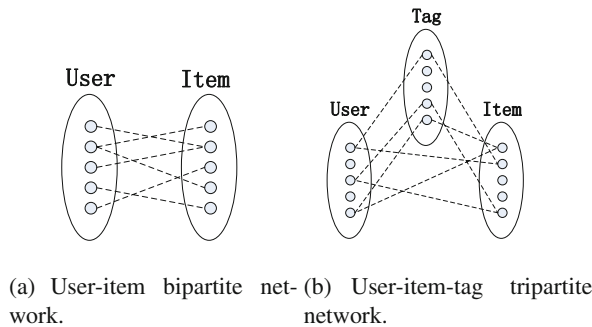 Tag
User Item
User Item
(a) User-item bipartite net-
work.
(b) User-item-tag tripartite
network.